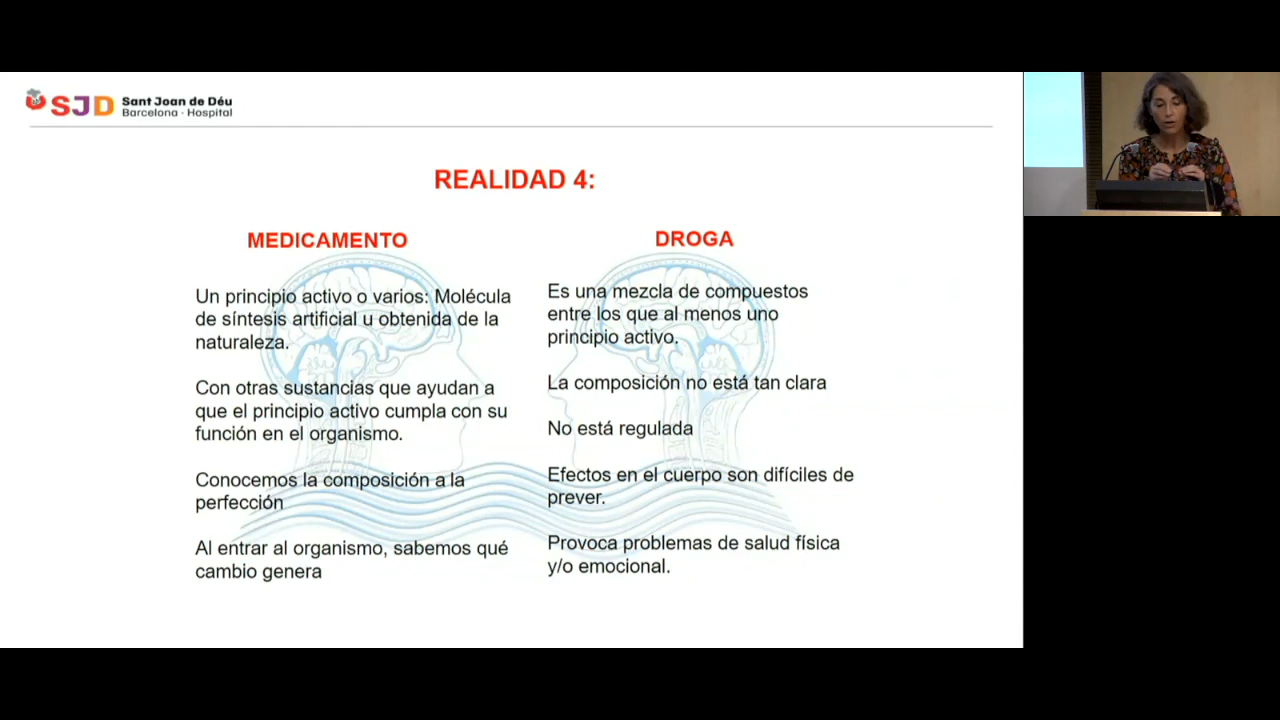 SJD Sant Joan de Déu
Barcelona · Hospital
REALIDAD 4:
MEDICAMENTO
Un principio activo o varios: Molécula
de síntesis artificial u obtenida de la
naturaleza.
Con otras sustancias que ayudan a
que el principio activo cumpla con su
función en el organismo.
Conocemos la composición a la
perfección
Al entrar al organismo, sabemos qué
cambio genera
DROGA
Es una mezcla de compuestos
entre los que al menos uno
principio activo.
La composición no está tan clara
No está regulada
Efectos en el cuerpo son difíciles de
prever.
Provoca problemas de salud física
y/o emocional.